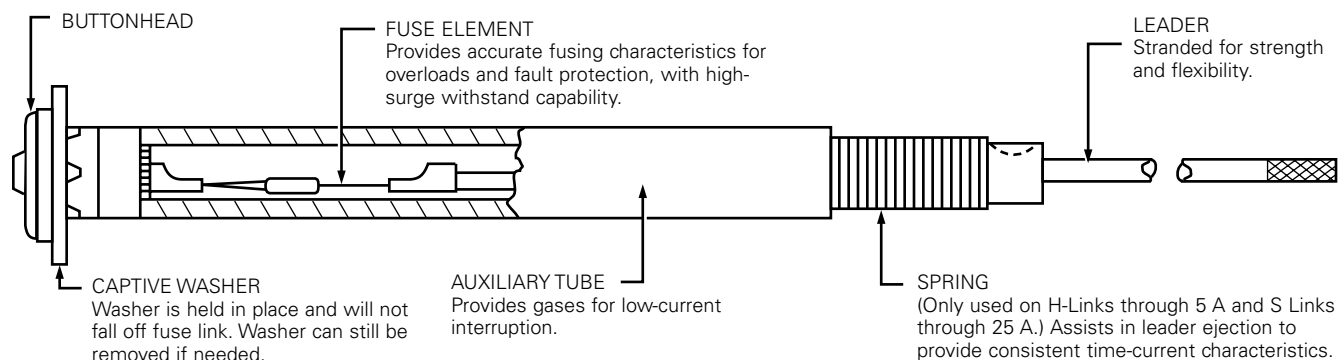 BUTTONHEAD
FUSE ELEMENT
Provides accurate fusing characteristics for
overloads and fault protection, with high-
surge withstand capability.
LEADER
Stranded for strength
and flexibility.
CAPTIVE WASHER
Washer is held in place and will not
fall off fuse link. Washer can still be
removed if needed.
AUXILIARY TUBE
Provides gases for low-current
interruption.
SPRING
(Only used on H-Links through 5 A and S Links
through 25 A.) Assists in leader ejection to
provide consistent time-current characteristics.